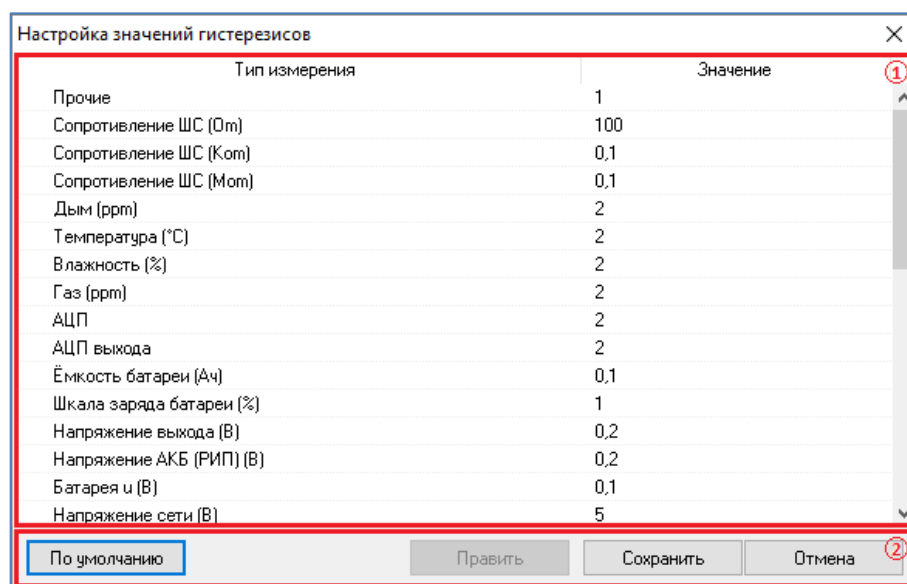 Настройка значений гистерезисов
Тип измерения Значение ①
Прочие 1
Сопротивление ШС (Om) 100
Сопротивление ШС (Kom) 0,1
Сопротивление ШС (Mom) 0,1
Дым (ppm) 2
Температура (°C) 2
Влажность (%) 2
Газ (ppm) 2
АЦП 2
АЦП выхода 2
Ёмкость батареи (Ач) 0,1
Шкала заряда батареи (%) 1
Напряжение выхода (В) 0,2
Напряжение АКБ (РИП) (В) 0,2
Батарея u (В) 0,1
Напряжение сети (В) 5
По умолчанию Править Сохранить Отмена ②